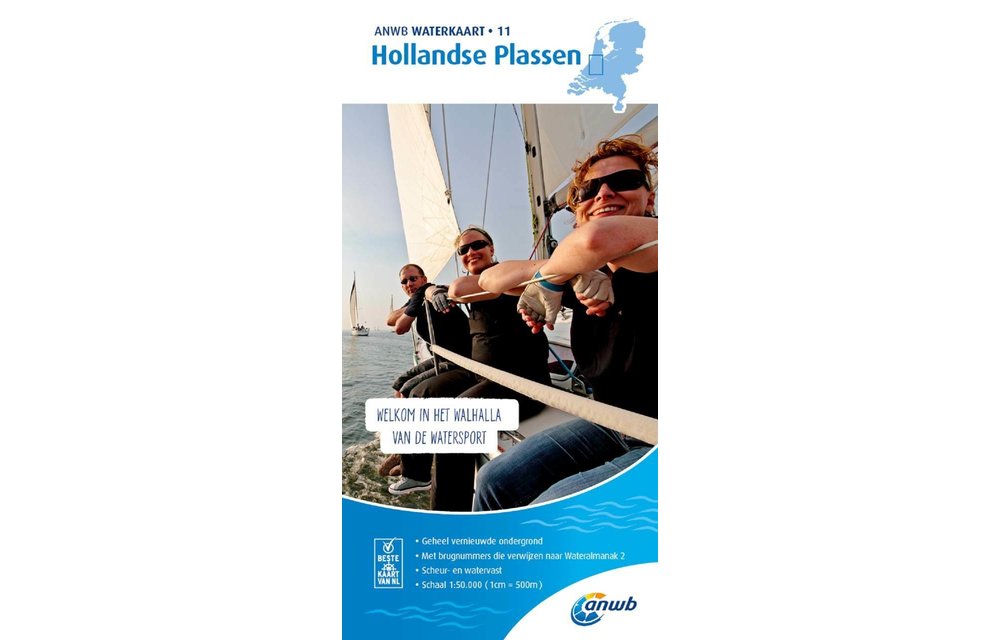 ANWB WATERKAART • 11
Hollandse Plassen
WELKOM IN HET WALHALLA
VAN DE WATERSPORT
• Geheel vernieuwde ondergrond
• Met brugnummers die verwijzen naar Wateralmanak 2
• Scheur- en watervast
• Schaal 1:50.000 (1cm = 500m)
BESTE
KAART
VAN NL
anwb